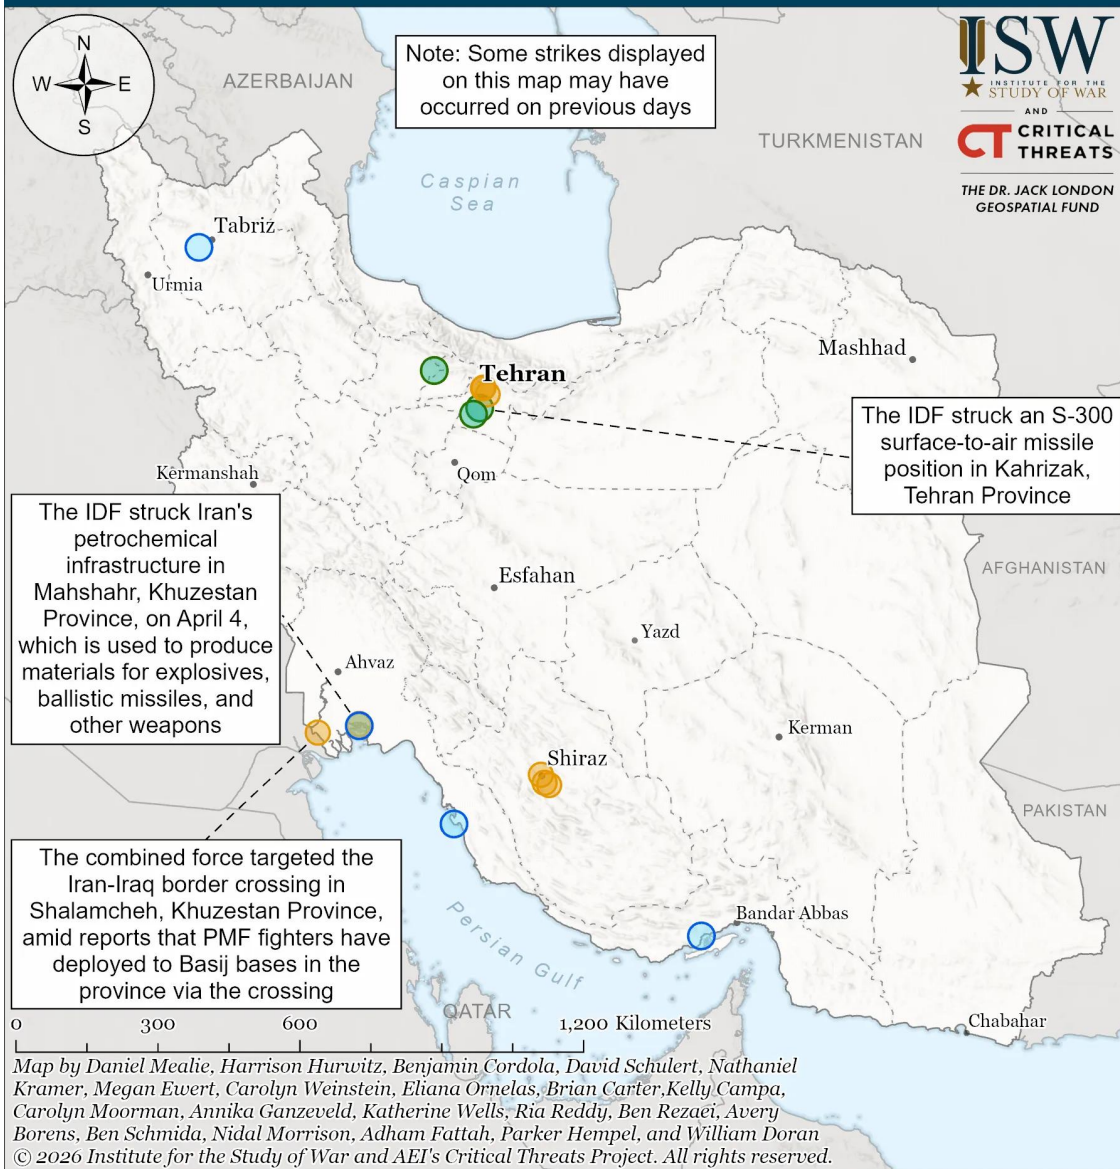 N
W
E
S
AZERBAIJAN
Note: Some strikes displayed
on this map may have
occurred on previous days
ISW
INSTITUTE FOR THE
STUDY OF WAR
AND
CT CRITICAL
THREATS
THE DR. JACK LONDON
GEOSPATIAL FUND
TURKMENISTAN
Caspian
Sea
Tabriz
Urmia
Tehran
Mashhad
The IDF struck an S-300
surface-to-air missile
position in Kahrizak,
Tehran Province
Kermanshah
Qom
The IDF struck Iran's
petrochemical
infrastructure in
Mahshahr, Khuzestan
Province, on April 4,
which is used to produce
materials for explosives,
ballistic missiles, and
other weapons
AFGHANISTAN
Esfahan
Yazd
Ahvaz
Kerman
Shiraz
PAKISTAN
The combined force targeted the
Iran-Iraq border crossing in
Shalamcheh, Khuzestan Province,
amid reports that PMF fighters have
deployed to Basij bases in the
province via the crossing
Persian Gulf
Bandar Abbas
QATAR
Chabahar
0 300 600 1,200 Kilometers
Map by Daniel Mealie, Harrison Hurwitz, Benjamin Cordola, David Schulert, Nathaniel
Kramer, Megan Ewert, Carolyn Weinstein, Eliana Ornelas, Brian Carter,Kelly Campa,
Carolyn Moorman, Annika Ganzeveld, Katherine Wells, Ria Reddy, Ben Rezaei, Avery
Borens, Ben Schmida, Nidal Morrison, Adham Fattah, Parker Hempel, and William Doran
© 2026 Institute for the Study of War and AEI's Critical Threats Project. All rights reserved.